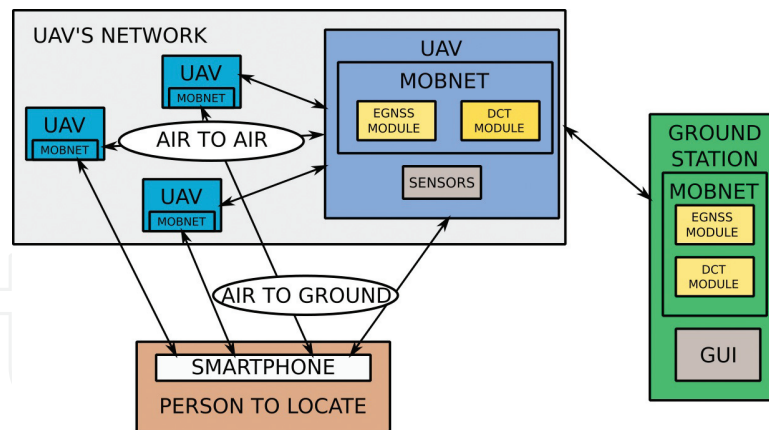 UAV'S NETWORK
UAV
MOBNET
UAV
MOBNET
UAV
MOBNET
AIR TO AIR
UAV
MOBNET
EGNSS
MODULE
DCT
MODULE
SENSORS
AIR TO GROUND
SMARTPHONE
PERSON TO LOCATE
GROUND
STATION
MOBNET
EGNSS
MODULE
DCT
MODULE
GUI